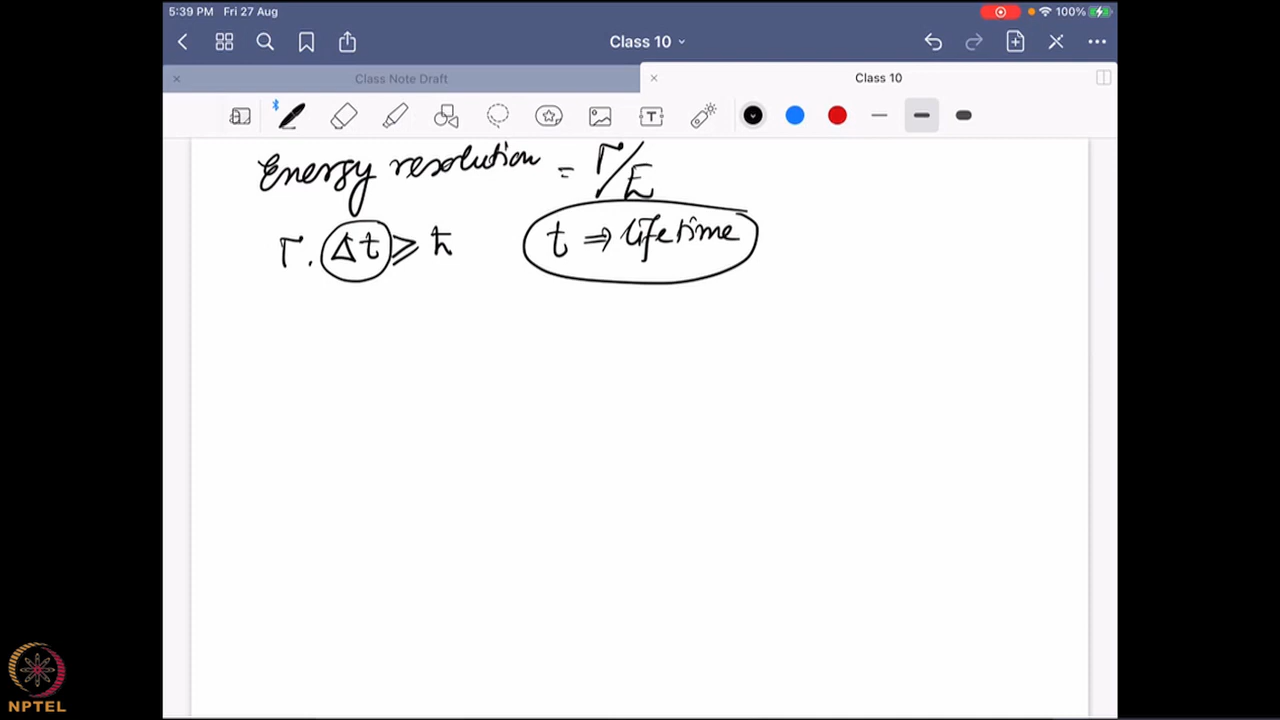 5:39 PM Fri 27 Aug 100%
Class 10
Class Note Draft Class 10
Energy resolution = Γ/E
Γ. Δt ≥ ħ t ⇒ lifetime
NPTEL